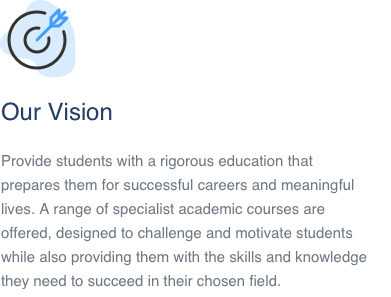 Our Vision
Provide students with a rigorous education that
prepares them for successful careers and meaningful
lives. A range of specialist academic courses are
offered, designed to challenge and motivate students
while also providing them with the skills and knowledge
they need to succeed in their chosen field.